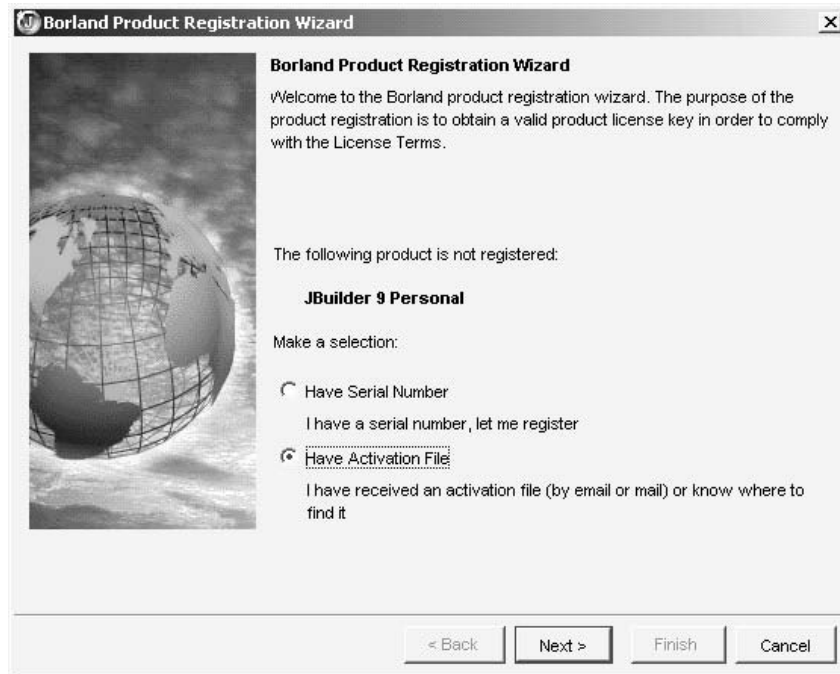 Borland Product Registration Wizard
Borland Product Registration Wizard
Welcome to the Borland product registration wizard. The purpose of the
product registration is to obtain a valid product license key in order to comply
with the License Terms.
The following product is not registered:
JBuilder 9 Personal
Make a selection:
Have Serial Number
I have a serial number, let me register
Have Activation File
I have received an activation file (by email or mail) or know where to
find it
< Back
Next >
Finish
Cancel